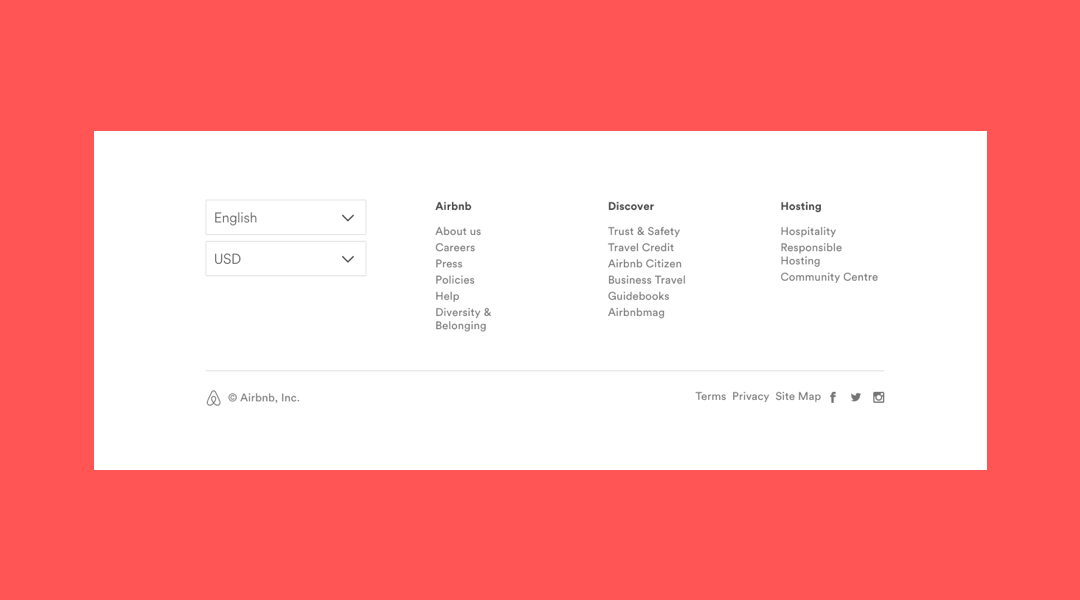 English
USD
Airbnb
About us
Careers
Press
Policies
Help
Diversity &
Belonging
Discover
Trust & Safety
Travel Credit
Airbnb Citizen
Business Travel
Guidebooks
Airbnbmag
Hosting
Hospitality
Responsible
Hosting
Community Centre
© Airbnb, Inc.
Terms Privacy Site Map